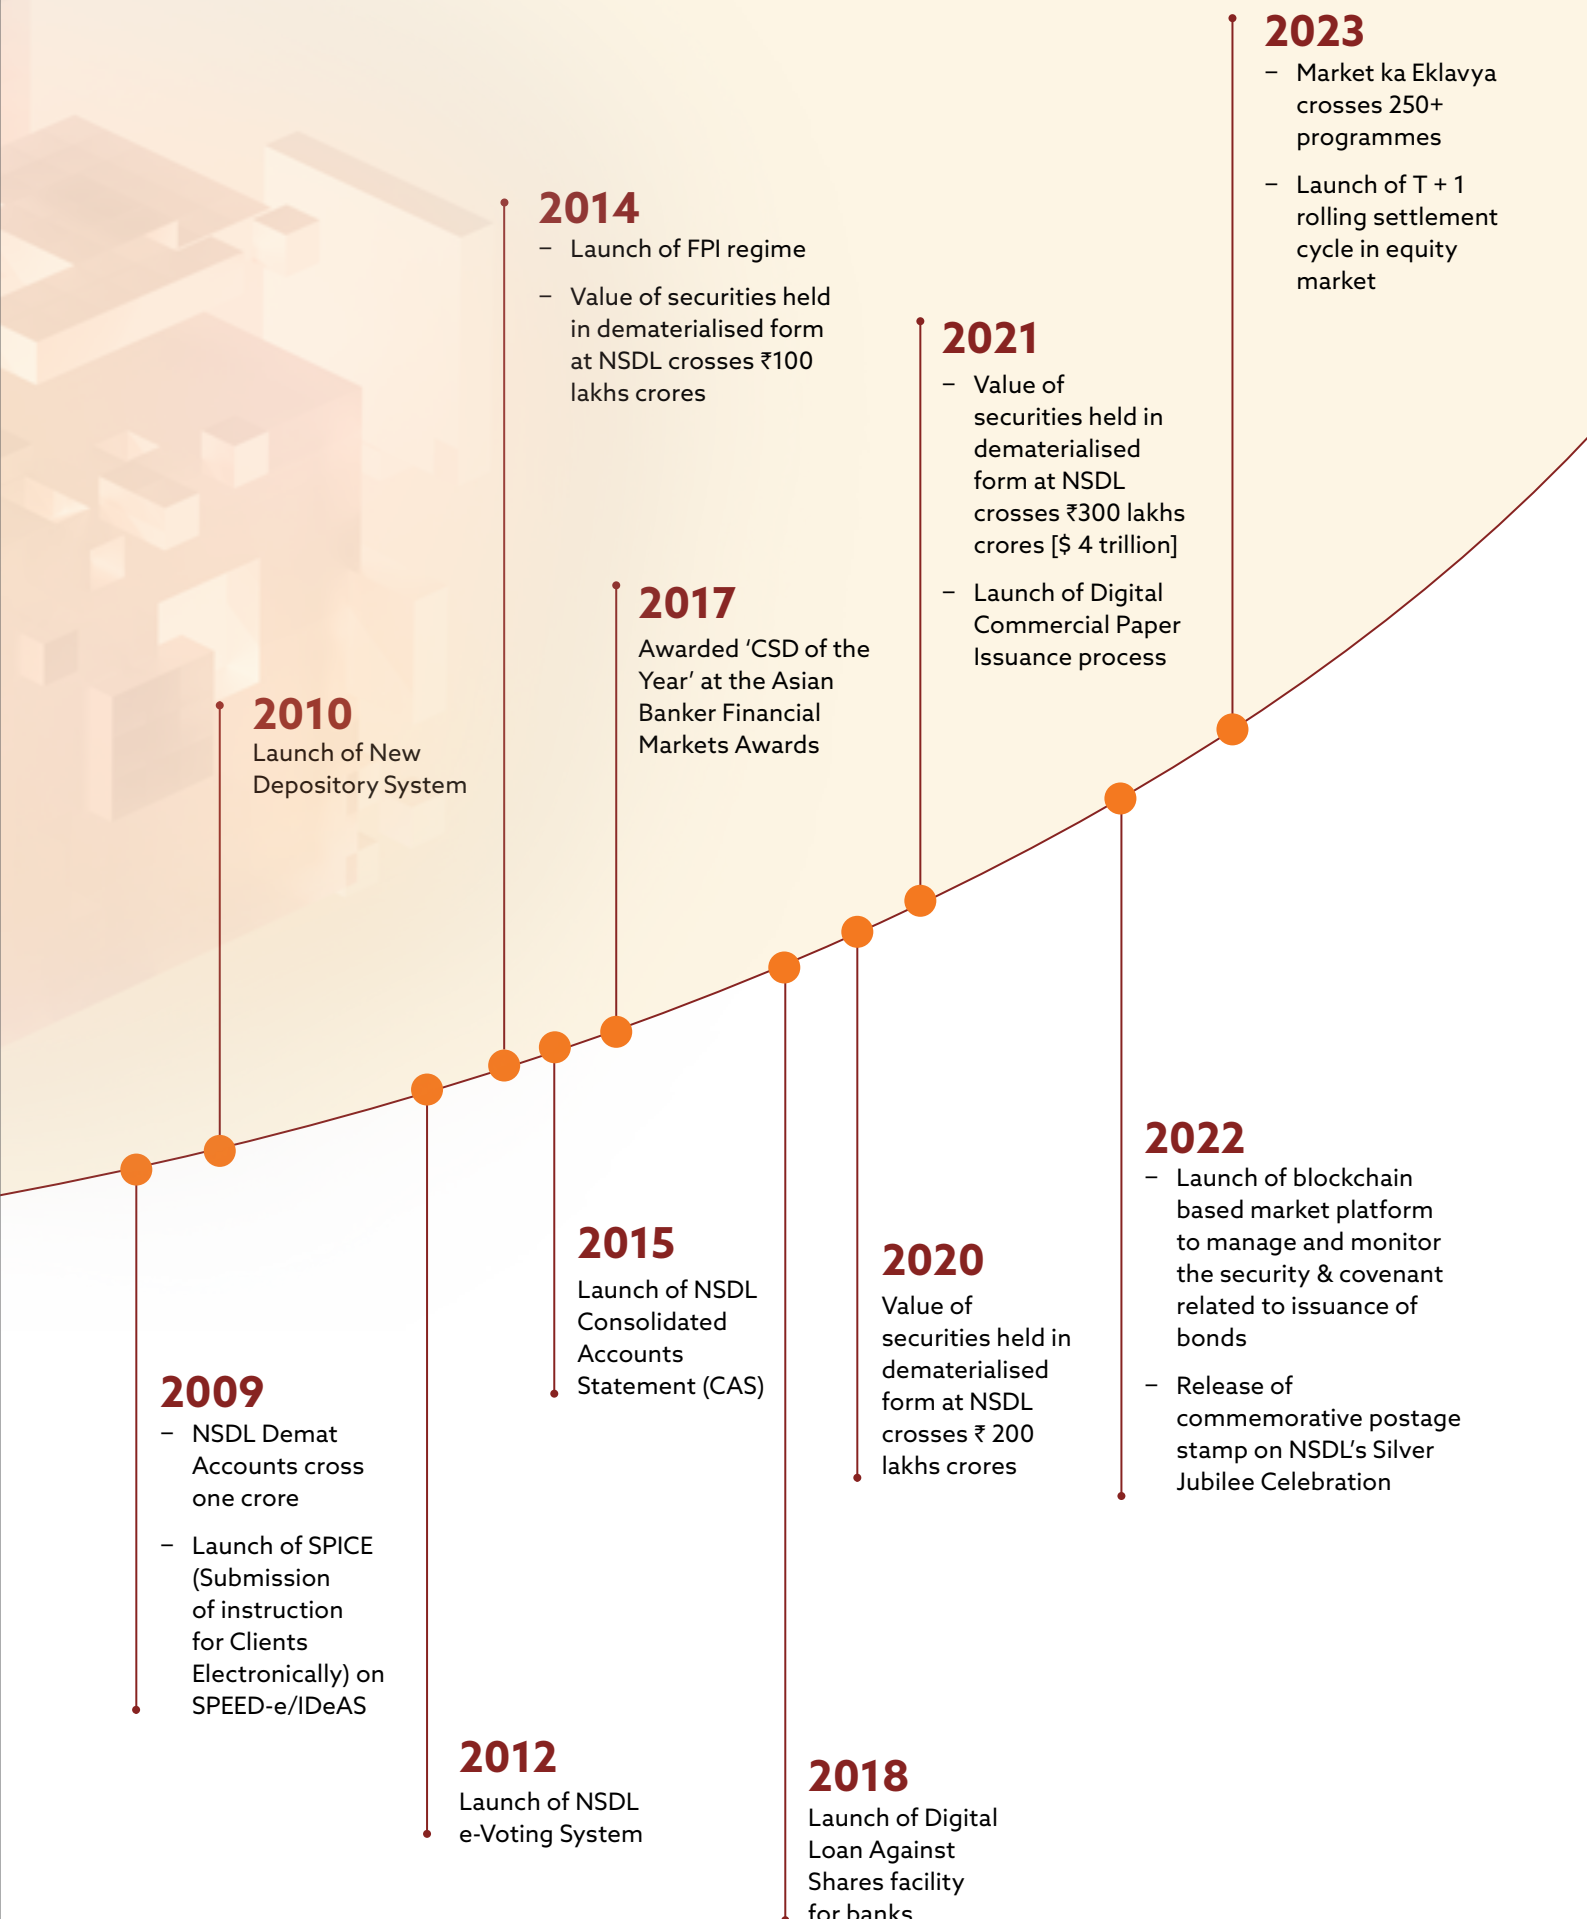 2023
– Market ka Eklavya
crosses 250+
programmes
– Launch of T + 1
rolling settlement
cycle in equity
market
2014
– Launch of FPI regime
– Value of securities held
in dematerialised form
at NSDL crosses ₹100
lakhs crores
2021
– Value of
securities held in
dematerialised
form at NSDL
crosses ₹300 lakhs
crores [$ 4 trillion]
– Launch of Digital
Commercial Paper
Issuance process
2017
Awarded ‘CSD of the
Year’ at the Asian
Banker Financial
Markets Awards
2010
Launch of New
Depository System
2022
– Launch of blockchain
based market platform
to manage and monitor
the security & covenant
related to issuance of
bonds
– Release of
commemorative postage
stamp on NSDL’s Silver
Jubilee Celebration
2015
Launch of NSDL
Consolidated
Accounts
Statement (CAS)
2020
Value of
securities held in
dematerialised
form at NSDL
crosses ₹ 200
lakhs crores
2009
– NSDL Demat
Accounts cross
one crore
– Launch of SPICE
(Submission
of instruction
for Clients
Electronically) on
SPEED-e/IDeAS
2012
Launch of NSDL
e-Voting System
2018
Launch of Digital
Loan Against
Shares facility
for banks